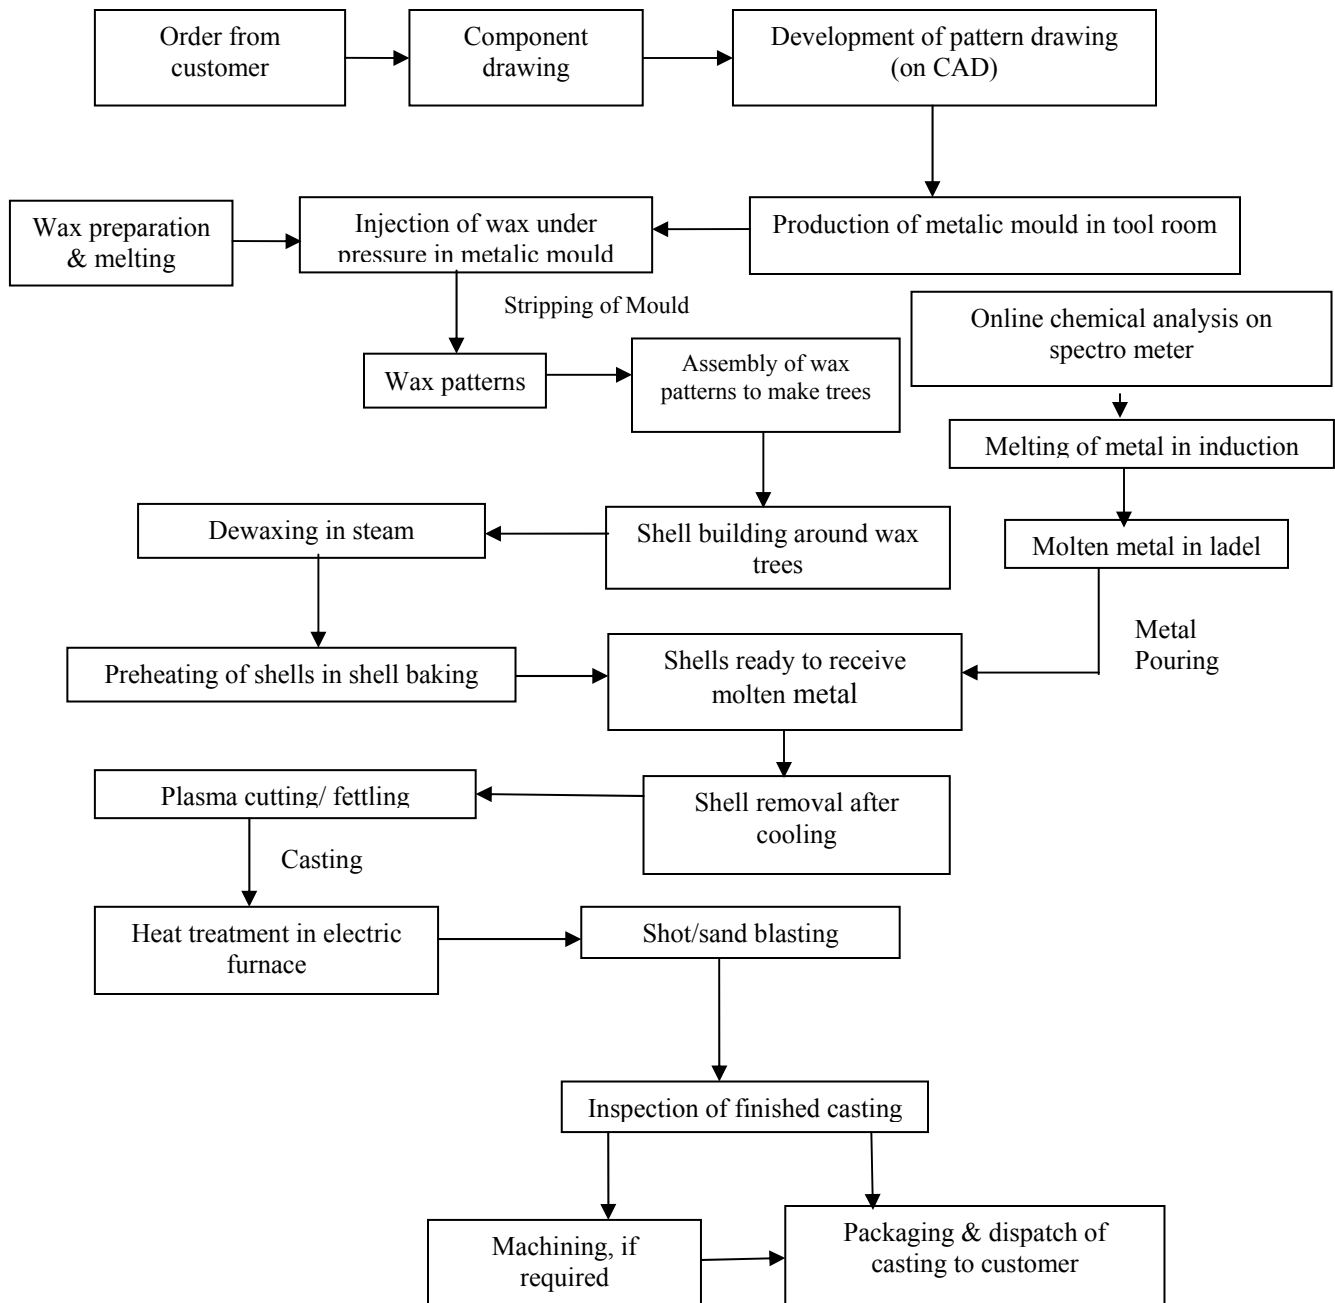 Order from
customer
Component
drawing
Development of pattern drawing
(on CAD)
Wax preparation
& melting
Injection of wax under
pressure in metalic mould
Production of metalic mould in tool room
Stripping of Mould
Online chemical analysis on
spectro meter
Wax patterns
Assembly of wax
patterns to make trees
Melting of metal in induction
Dewaxing in steam
Shell building around wax
trees
Molten metal in ladel
Metal
Pouring
Preheating of shells in shell baking
Shells ready to receive
molten metal
Plasma cutting/ fettling
Shell removal after
cooling
Casting
Heat treatment in electric
furnace
Shot/sand blasting
Inspection of finished casting
Machining, if
required
Packaging & dispatch of
casting to customer